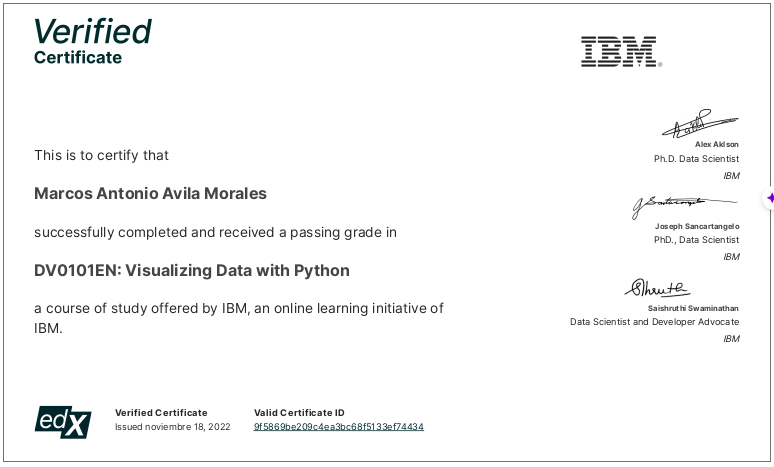 Verified
Certificate
IBM®
This is to certify that
Marcos Antonio Avila Morales
successfully completed and received a passing grade in
DV0101EN: Visualizing Data with Python
a course of study offered by IBM, an online learning initiative of
IBM.
Alex Aklson
Ph.D. Data Scientist
IBM
Joseph Sancartangelo
PhD., Data Scientist
IBM
Saishruthi Swaminathan
Data Scientist and Developer Advocate
IBM
edX
Verified Certificate
Issued noviembre 18, 2022
Valid Certificate ID
9f5869be209c4ea3bc68f5133ef74434